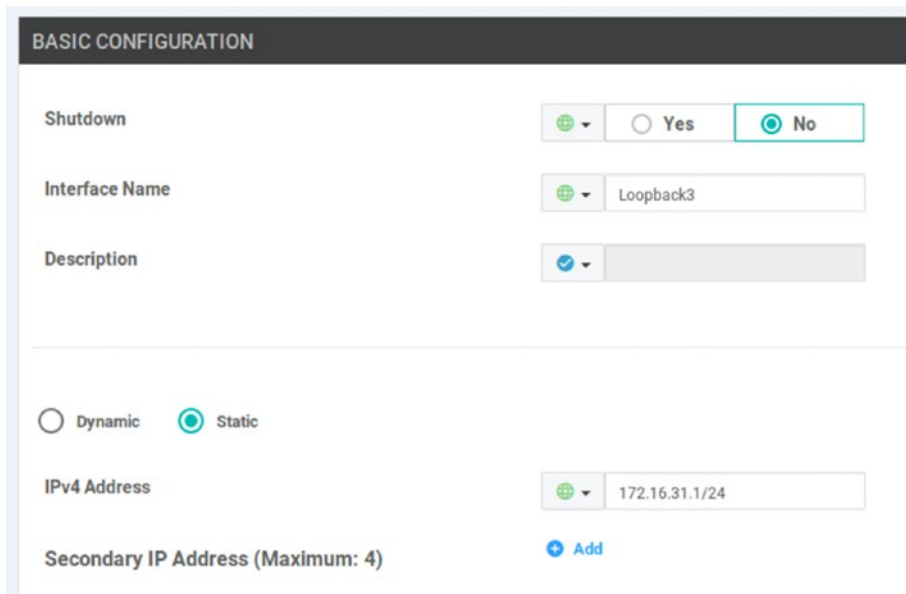 BASIC CONFIGURATION
Shutdown Yes No
Interface Name Loopback3
Description
Dynamic Static
IPv4 Address 172.16.31.1/24
Secondary IP Address (Maximum: 4) Add